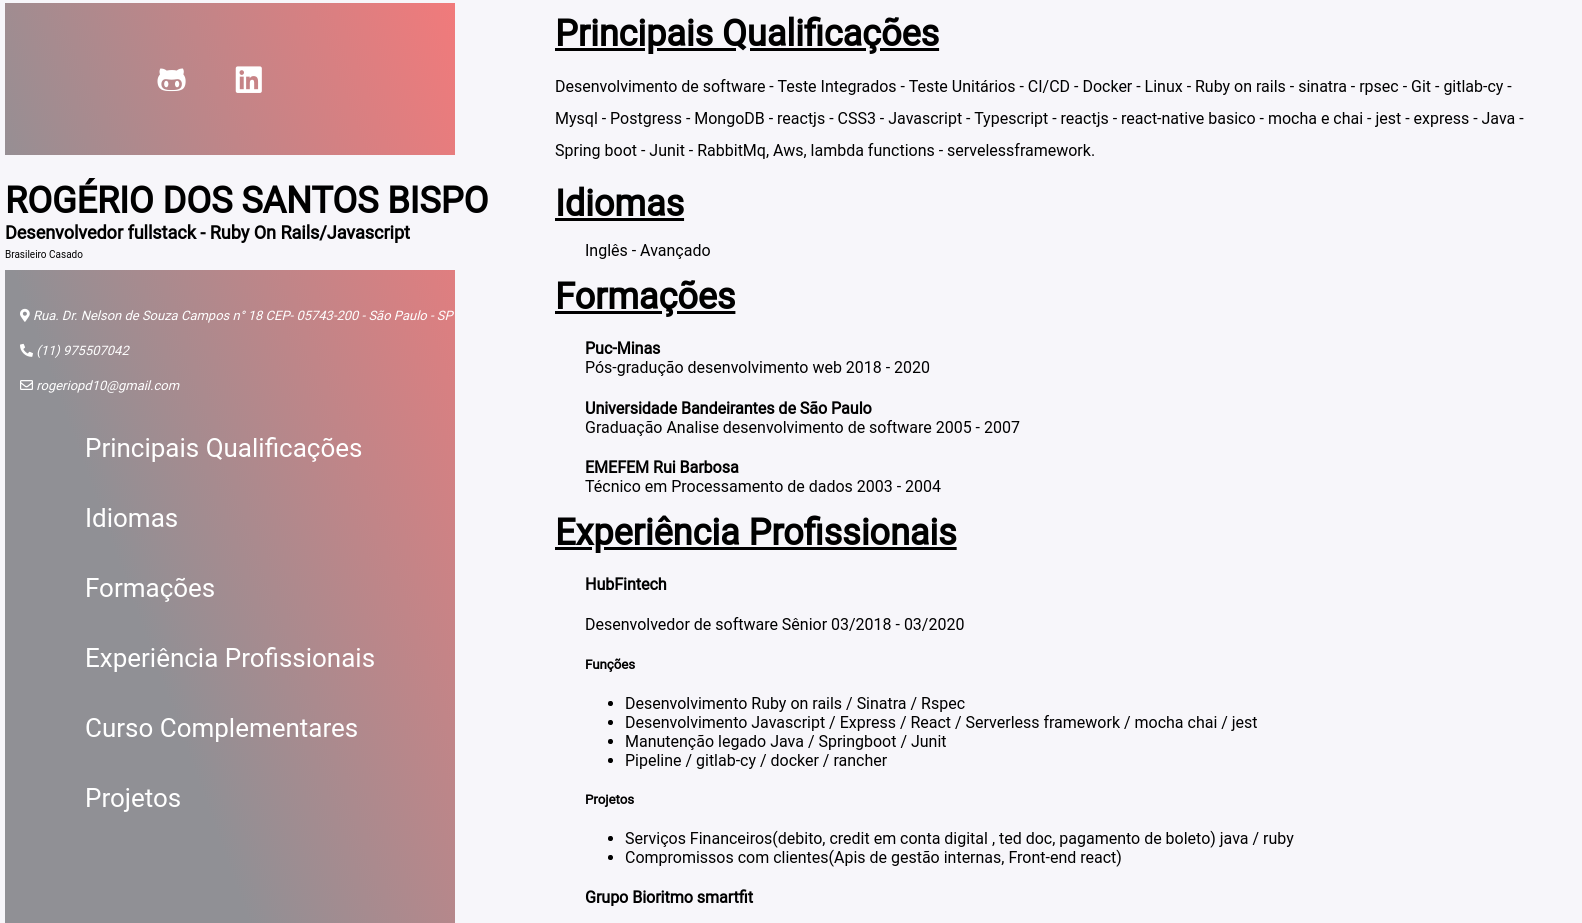 ROGÉRIO DOS SANTOS BISPO
Desenvolvedor fullstack - Ruby On Rails/Javascript
Brasileiro Casado
Rua. Dr. Nelson de Souza Campos n° 18 CEP- 05743-200 - São Paulo - SP
(11) 975507042
rogeriopd10@gmail.com
Principais Qualificações
Idiomas
Formações
Experiência Profissionais
Curso Complementares
Projetos
Principais Qualificações
Desenvolvimento de software - Teste Integrados - Teste Unitários - CI/CD - Docker - Linux - Ruby on rails - sinatra - rpsec - Git - gitlab-cy -
Mysql - Postgress - MongoDB - reactjs - CSS3 - Javascript - Typescript - reactjs - react-native basico - mocha e chai - jest - express - Java -
Spring boot - Junit - RabbitMq, Aws, lambda functions - servelessframework.
Idiomas
Inglês - Avançado
Formações
Puc-Minas
Pós-gradução desenvolvimento web 2018 - 2020
Universidade Bandeirantes de São Paulo
Graduação Analise desenvolvimento de software 2005 - 2007
EMEFEM Rui Barbosa
Técnico em Processamento de dados 2003 - 2004
Experiência Profissionais
HubFintech
Desenvolvedor de software Sênior 03/2018 - 03/2020
Funções
• Desenvolvimento Ruby on rails / Sinatra / Rspec
• Desenvolvimento Javascript / Express / React / Serverless framework / mocha chai / jest
• Manutenção legado Java / Springboot / Junit
• Pipeline / gitlab-cy / docker / rancher
Projetos
• Serviços Financeiros(debito, credit em conta digital , ted doc, pagamento de boleto) java / ruby
• Compromissos com clientes(Apis de gestão internas, Front-end react)
Grupo Bioritmo smartfit